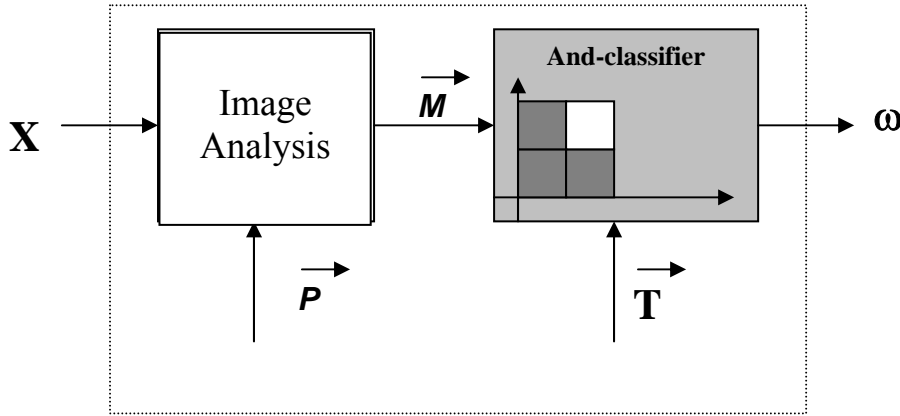 And-classifier
Image
Analysis
M
X
ω
P
T